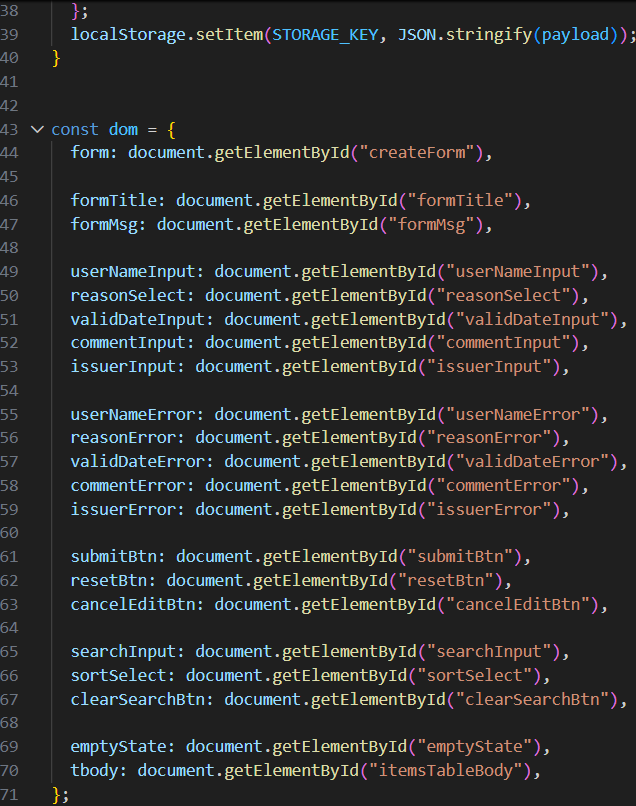 38 };
39 localStorage.setItem(STORAGE_KEY, JSON.stringify(payload));
40 }
41
42
43 const dom = {
44 form: document.getElementById("createForm"),
45
46 formTitle: document.getElementById("formTitle"),
47 formMsg: document.getElementById("formMsg"),
48
49 userNameInput: document.getElementById("userNameInput"),
50 reasonSelect: document.getElementById("reasonSelect"),
51 validDateInput: document.getElementById("validDateInput"),
52 commentInput: document.getElementById("commentInput"),
53 issuerInput: document.getElementById("issuerInput"),
54
55 userNameError: document.getElementById("userNameError"),
56 reasonError: document.getElementById("reasonError"),
57 validDateError: document.getElementById("validDateError"),
58 commentError: document.getElementById("commentError"),
59 issuerError: document.getElementById("issuerError"),
60
61 submitBtn: document.getElementById("submitBtn"),
62 resetBtn: document.getElementById("resetBtn"),
63 cancelEditBtn: document.getElementById("cancelEditBtn"),
64
65 searchInput: document.getElementById("searchInput"),
66 sortSelect: document.getElementById("sortSelect"),
67 clearSearchBtn: document.getElementById("clearSearchBtn"),
68
69 emptyState: document.getElementById("emptyState"),
70 tbody: document.getElementById("itemsTableBody"),
71 };